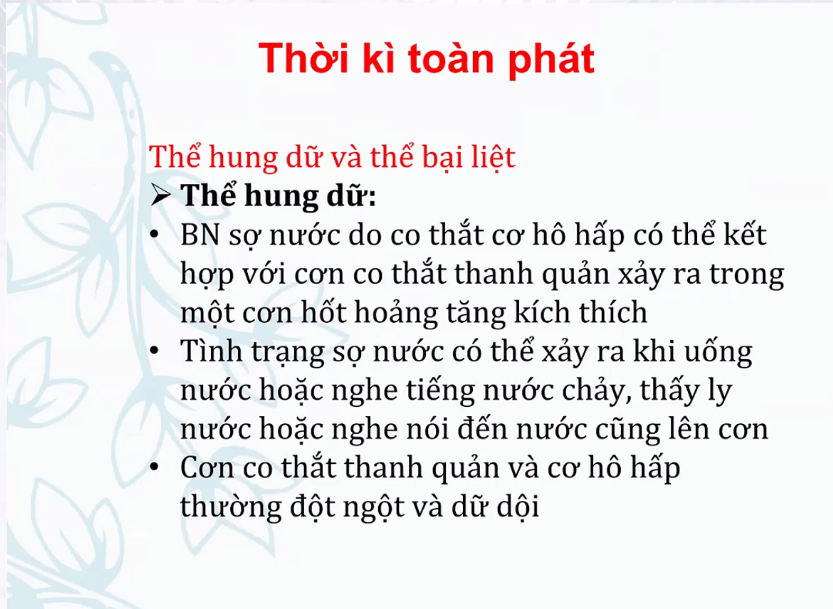 Thời kì toàn phát
Thể hung dữ và thể bại liệt
➢ Thể hung dữ:
• BN sợ nước do co thắt cơ hô hấp có thể kết
hợp với cơn co thắt thanh quản xảy ra trong
một cơn hốt hoảng tăng kích thích
• Tình trạng sợ nước có thể xảy ra khi uống
nước hoặc nghe tiếng nước chảy, thấy ly
nước hoặc nghe nói đến nước cũng lên cơn
• Cơn co thắt thanh quản và cơ hô hấp
thường đột ngột và dữ dội